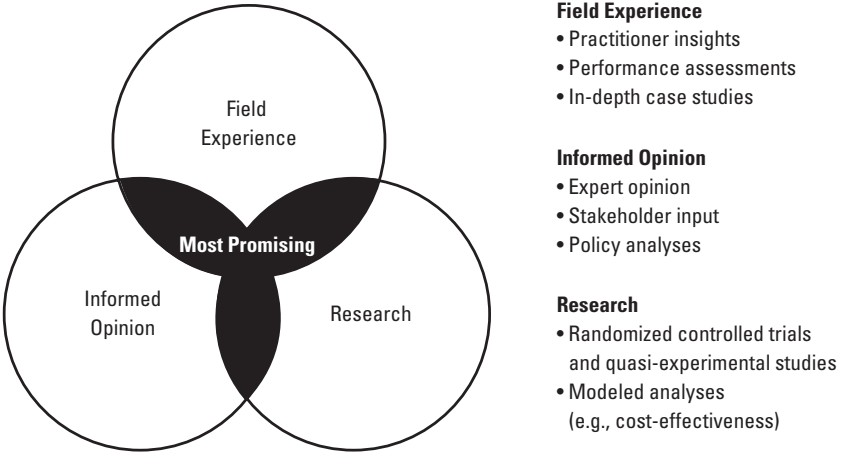 Field
Experience
Most Promising
Informed
Opinion
Research
Field Experience
• Practitioner insights
• Performance assessments
• In-depth case studies
Informed Opinion
• Expert opinion
• Stakeholder input
• Policy analyses
Research
• Randomized controlled trials
and quasi-experimental studies
• Modeled analyses
(e.g., cost-effectiveness)